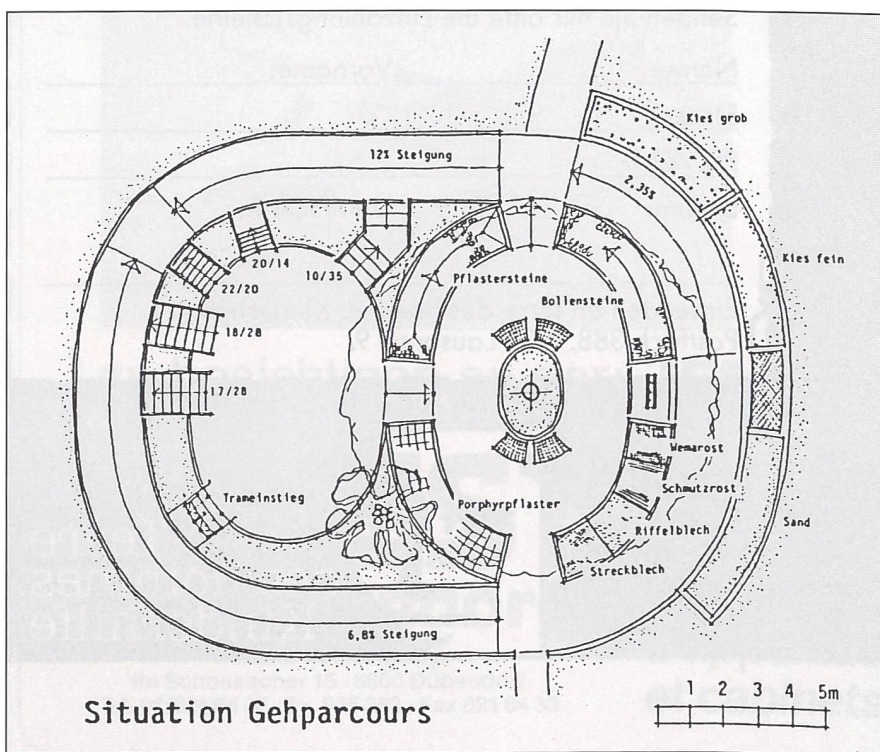 Kies grob
12% Steigung
2,35%
Kies fein
20/14
10/35
22/20
Pflastersteine
Bollensteine
18/28
17/28
Wemarost
Schmutzrost
Trameinstieg
Porphyrpflaster
Sand
Riffelblech
Streckblech
6,8% Steigung
Situation Gehparcours
1 2 3 4 5m